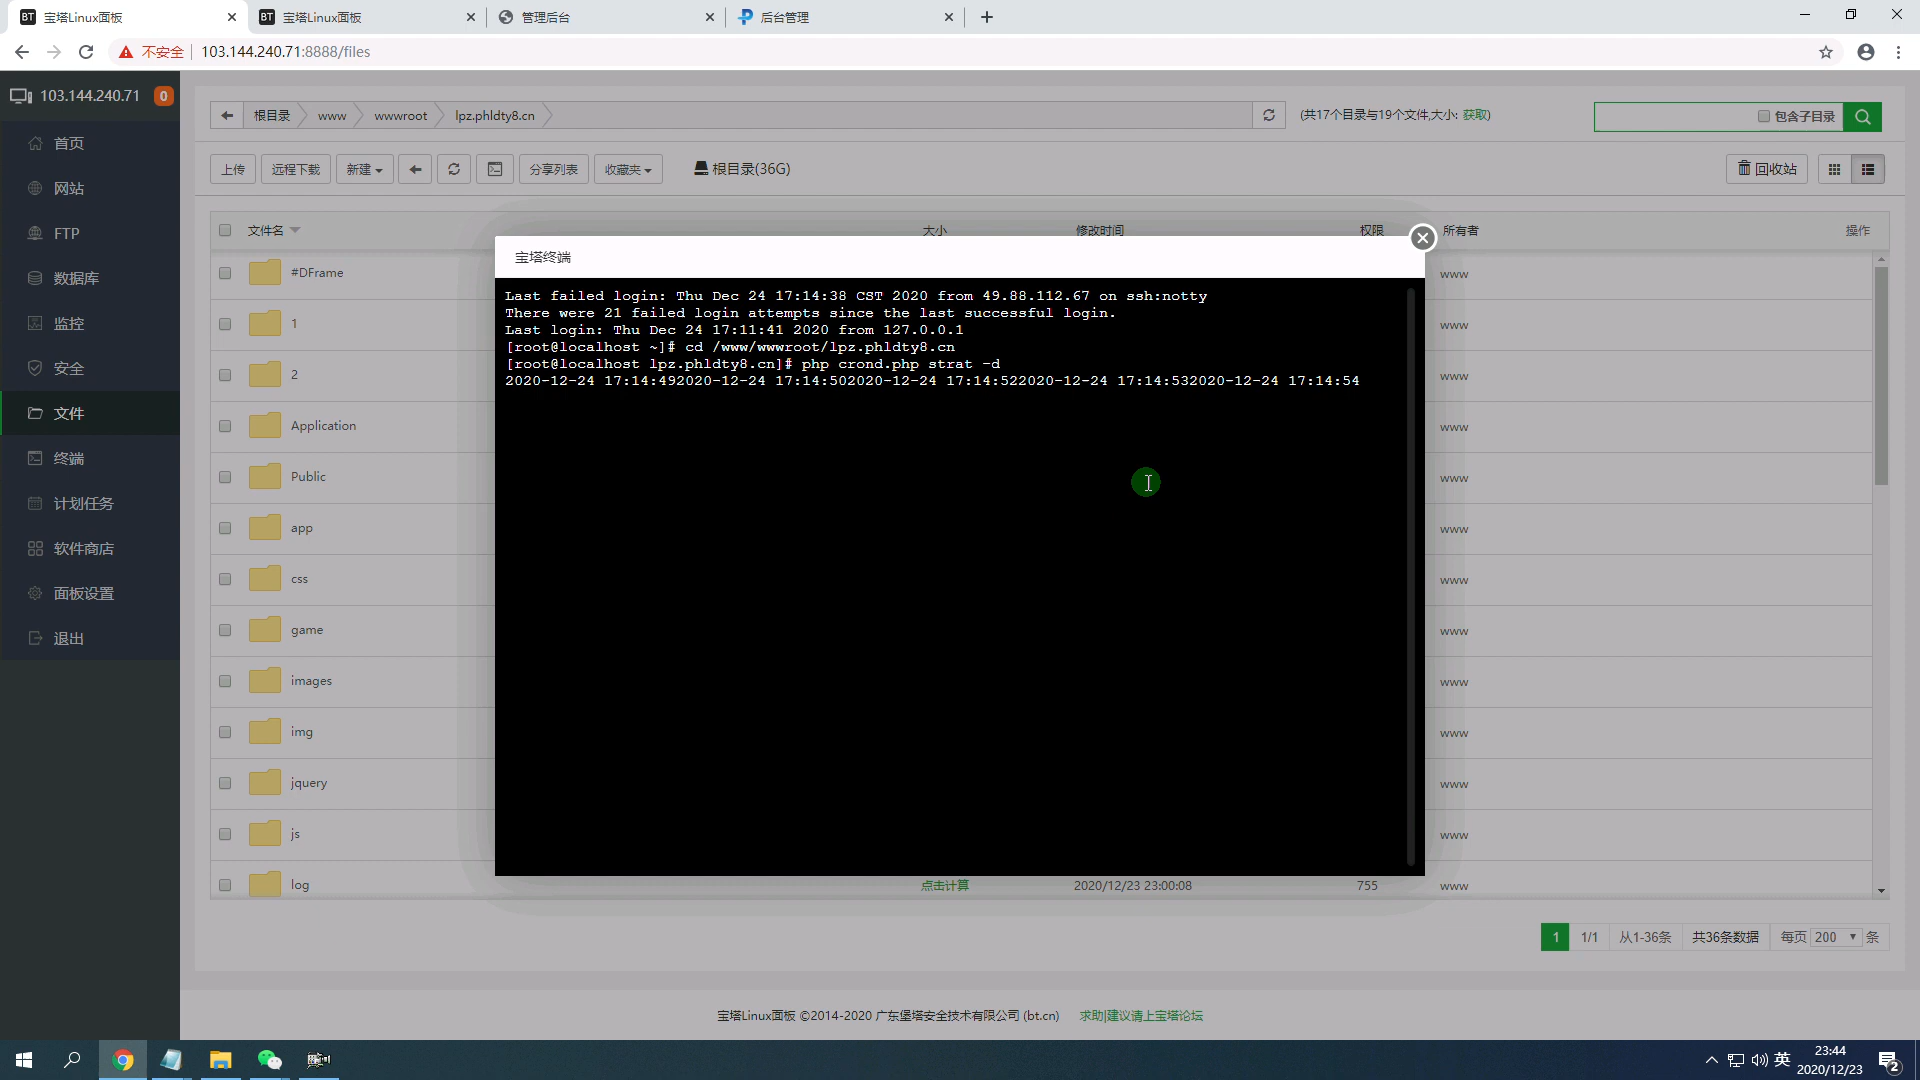 宝塔Linux面板
宝塔Linux面板
管理后台
后台管理
不安全 103.144.240.71:8888/files
103.144.240.71 0
首页
网站
FTP
数据库
监控
安全
文件
终端
计划任务
软件商店
面板设置
退出
根目录 www wwwroot lpz.phldty8.cn (共17个目录与19个文件,大小: 获取) 包含子目录
上传 远程下载 新建 分享列表 收藏夹 根目录(36G) 回收站
文件名 大小 修改时间 权限 所有者 操作
#DFrame www
1 www
2 www
Application www
Public www
app www
css www
game www
images www
img www
jquery www
js www
log 点击计算 2020/12/23 23:00:08 755 www
宝塔终端
Last failed login: Thu Dec 24 17:14:38 CST 2020 from 49.88.112.67 on ssh:notty
There were 21 failed login attempts since the last successful login.
Last login: Thu Dec 24 17:11:41 2020 from 127.0.0.1
[root@localhost ~]# cd /www/wwwroot/lpz.phldty8.cn
[root@localhost lpz.phldty8.cn]# php crond.php strat -d
2020-12-24 17:14:492020-12-24 17:14:502020-12-24 17:14:522020-12-24 17:14:532020-12-24 17:14:54
1 1/1 从1-36条 共36条数据 每页 200 条
宝塔Linux面板 ©2014-2020 广东堡塔安全技术有限公司 (bt.cn) 求助|建议请上宝塔论坛
英 23:44
2020/12/23
2